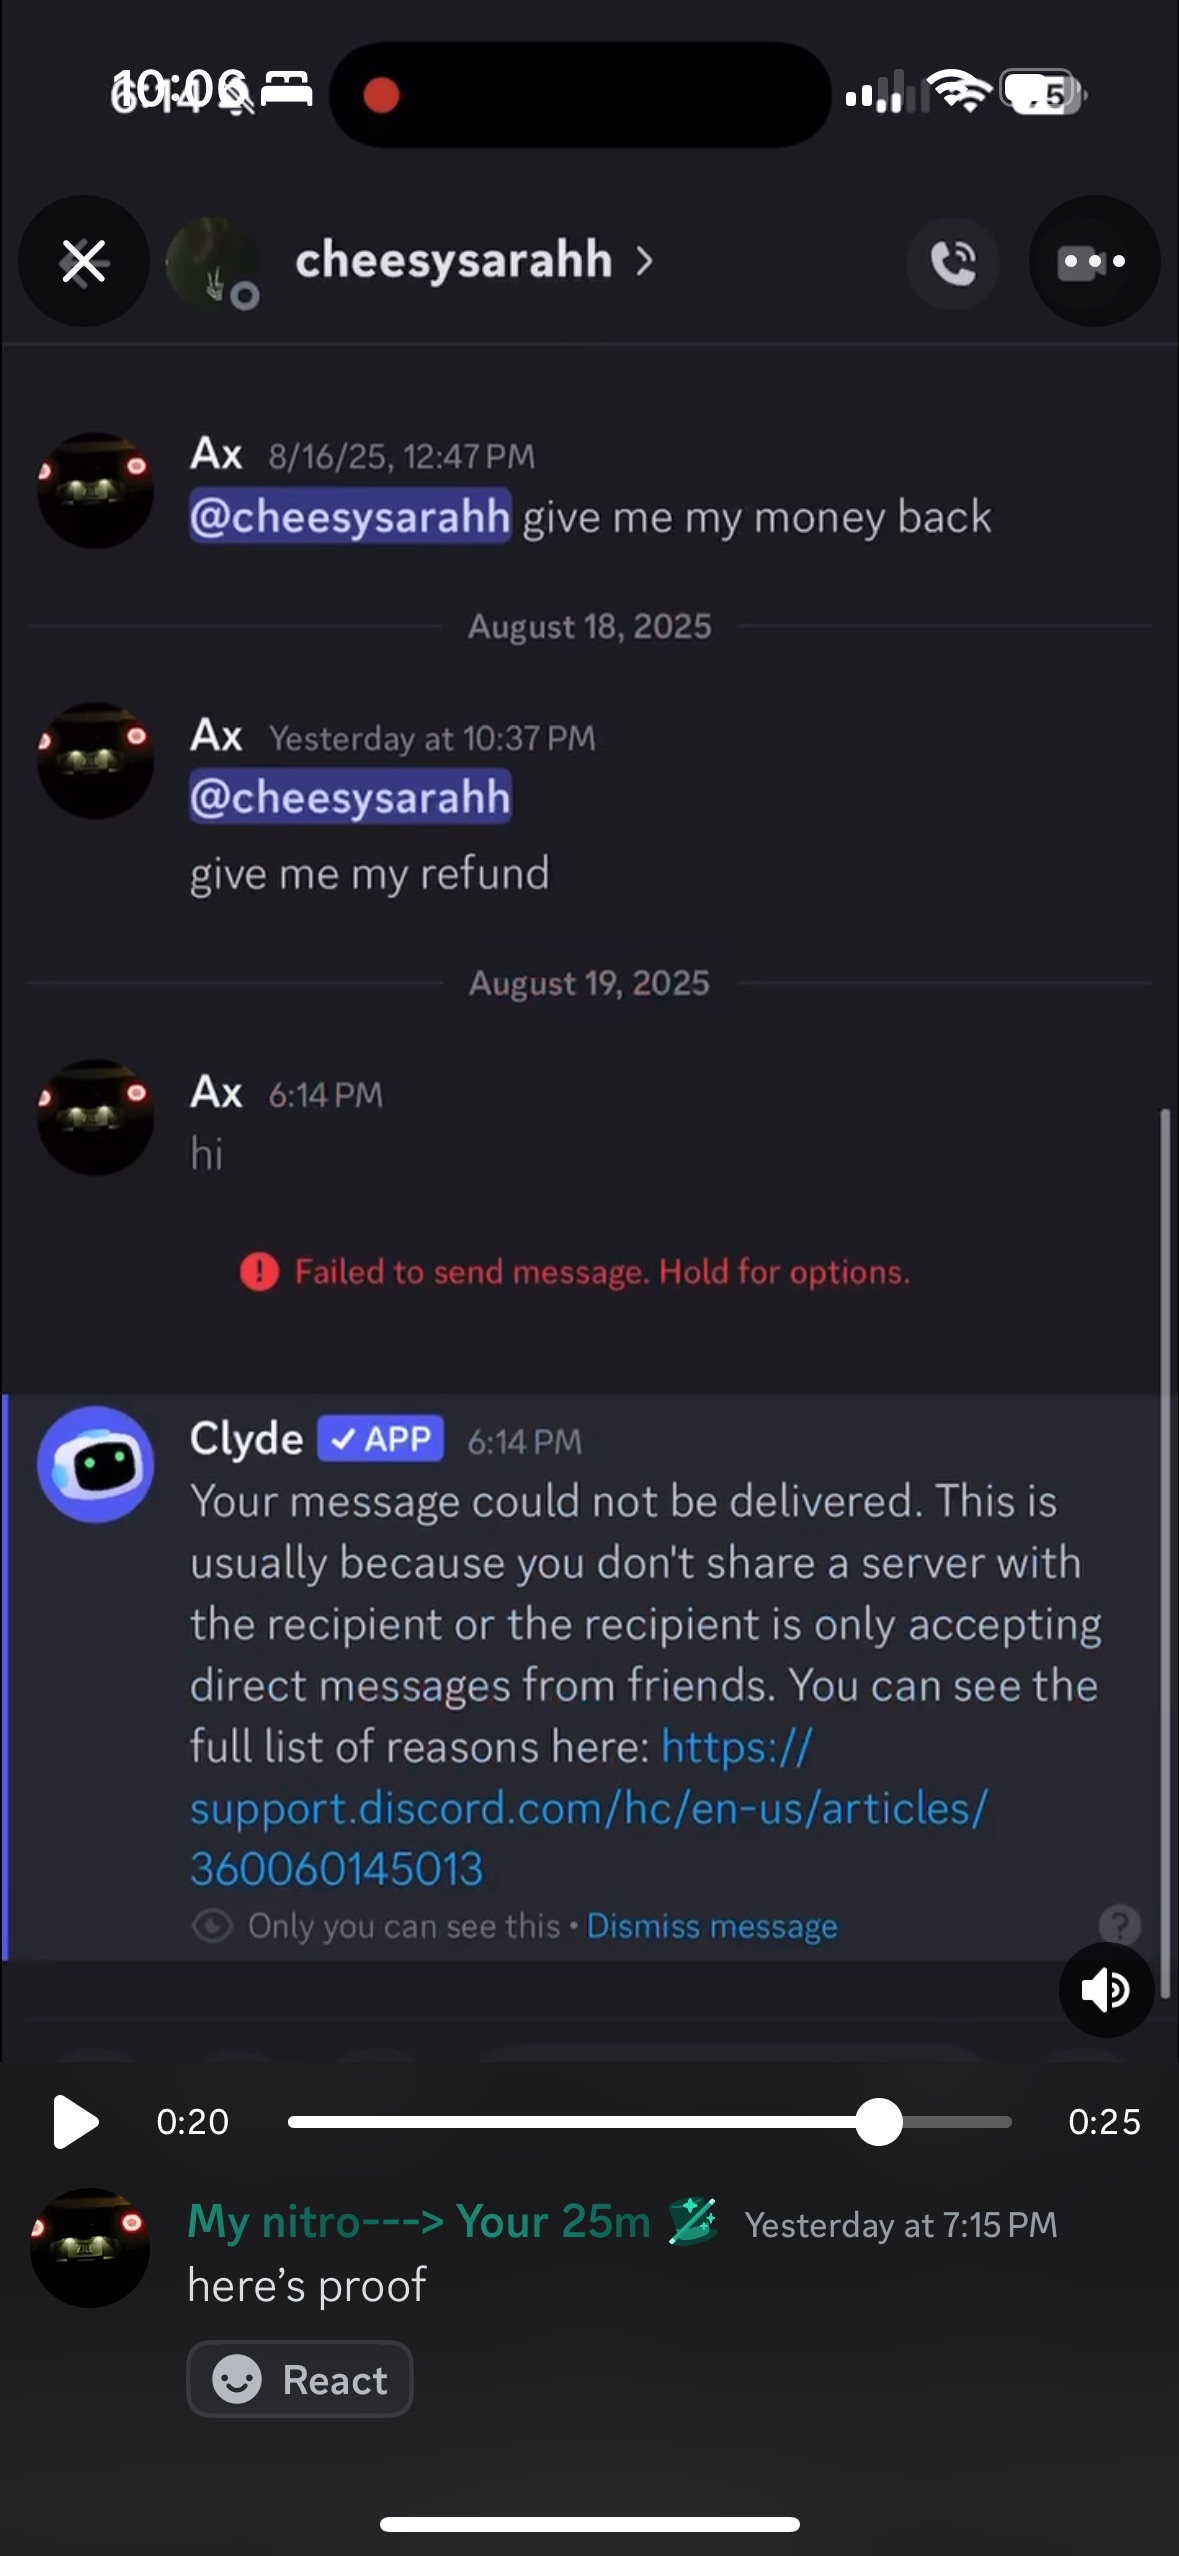 10:06
5
cheesysarahh
Ax 8/16/25, 12:47 PM
@cheesysarahh give me my money back
August 18, 2025
Ax Yesterday at 10:37 PM
@cheesysarahh
give me my refund
August 19, 2025
Ax 6:14 PM
hi
! Failed to send message. Hold for options.
Clyde ✓ APP 6:14 PM
Your message could not be delivered. This is
usually because you don't share a server with
the recipient or the recipient is only accepting
direct messages from friends. You can see the
full list of reasons here: https://
support.discord.com/hc/en-us/articles/
360060145013
Only you can see this • Dismiss message
?
0:20 0:25
My nitro---> Your 25m Yesterday at 7:15 PM
here's proof
React